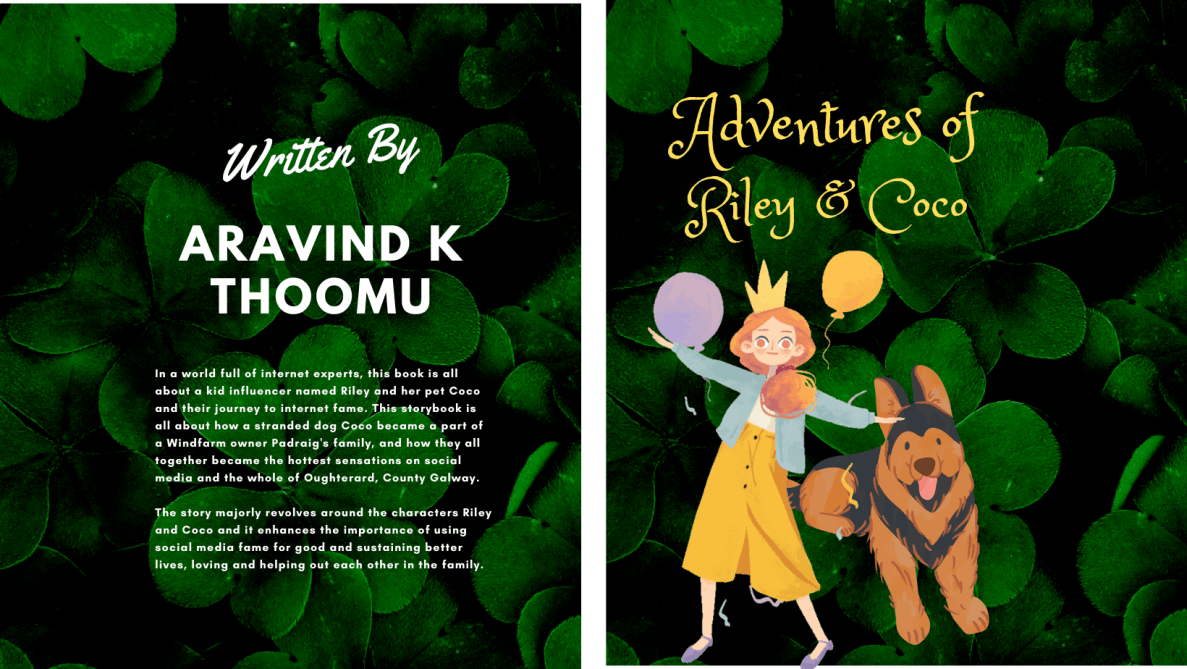 Written By
ARAVIND K
THOOMU
In a world full of internet experts, this book is all
about a kid influencer named Riley and her pet Coco
and their journey to internet fame. This storybook is
all about how a stranded dog Coco became a part of
a Windfarm owner Padraig's family, and how they all
together became the hottest sensations on social
media and the whole of Oughterard, County Galway.
The story majorly revolves around the characters Riley
and Coco and it enhances the importance of using
social media fame for good and sustaining better
lives, loving and helping out each other in the family.
Adventures of
Riley & Coco